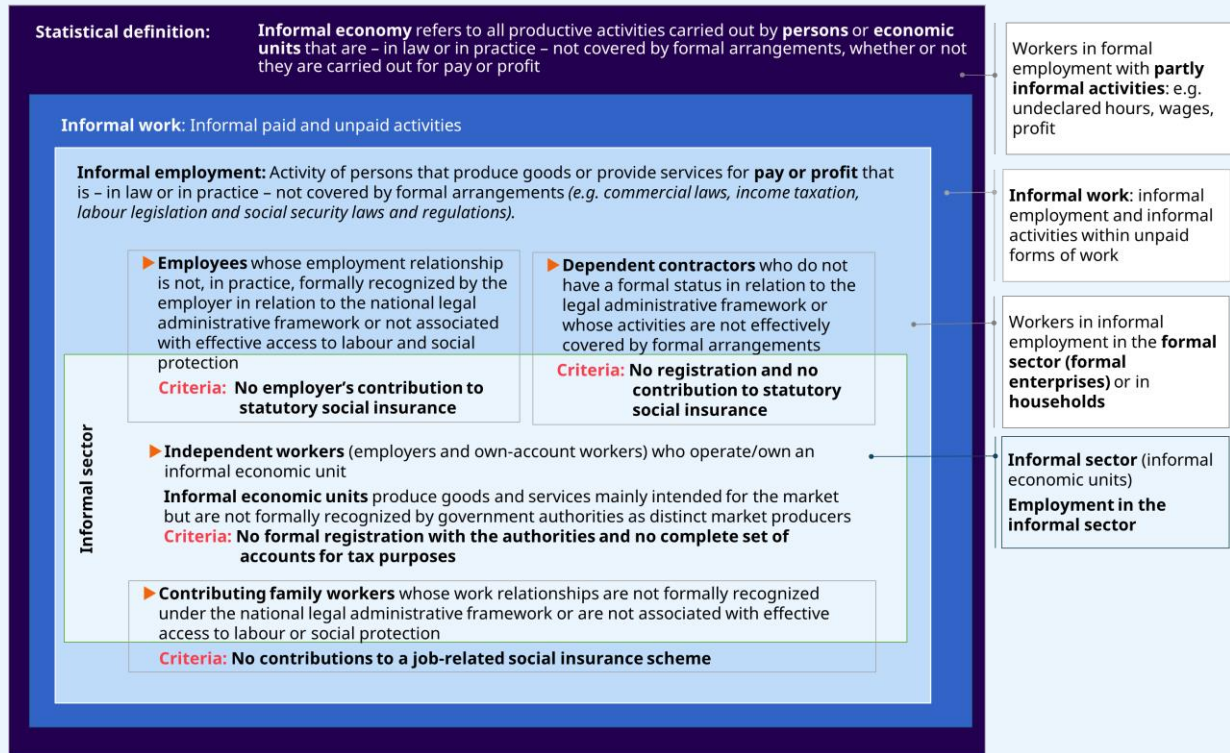 Statistical definition:
Informal economy refers to all productive activities carried out by persons or economic
units that are – in law or in practice – not covered by formal arrangements, whether or not
they are carried out for pay or profit
Informal work: Informal paid and unpaid activities
Informal employment: Activity of persons that produce goods or provide services for pay or profit that
is – in law or in practice – not covered by formal arrangements (e.g. commercial laws, income taxation,
labour legislation and social security laws and regulations).
Employees whose employment relationship
is not, in practice, formally recognized by the
employer in relation to the national legal
administrative framework or not associated
with effective access to labour and social
protection
Criteria: No employer's contribution to
statutory social insurance
Dependent contractors who do not
have a formal status in relation to the
legal administrative framework or
whose activities are not effectively
covered by formal arrangements
Criteria: No registration and no
contribution to statutory
social insurance
Informal sector
Independent workers (employers and own-account workers) who operate/own an
informal economic unit
Informal economic units produce goods and services mainly intended for the market
but are not formally recognized by government authorities as distinct market producers
Criteria: No formal registration with the authorities and no complete set of
accounts for tax purposes
Contributing family workers whose work relationships are not formally recognized
under the national legal administrative framework or are not associated with effective
access to labour or social protection
Criteria: No contributions to a job-related social insurance scheme
Workers in formal
employment with partly
informal activities: e.g.
undeclared hours, wages,
profit
Informal work: informal
employment and informal
activities within unpaid
forms of work
Workers in informal
employment in the formal
sector (formal
enterprises) or in
households
Informal sector (informal
economic units)
Employment in the
informal sector